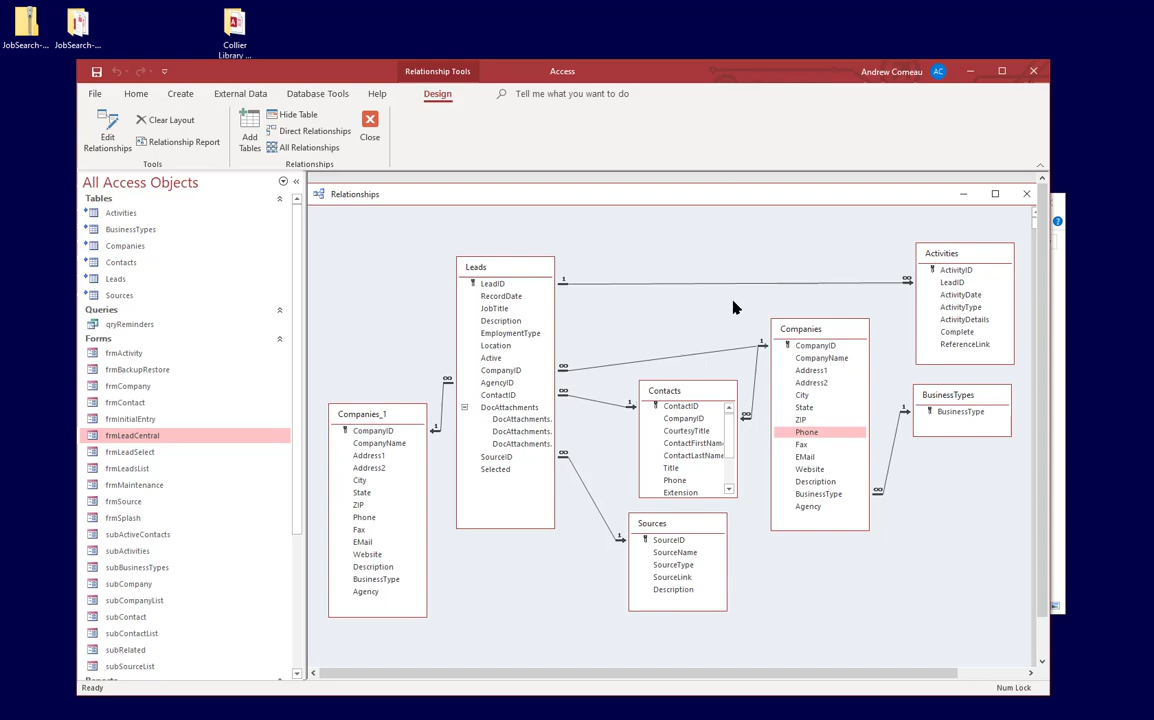 JobSearch-...
JobSearch-...
Collier
Library ...
Relationship Tools
Access
Andrew Comeau
AC
File
Home
Create
External Data
Database Tools
Help
Design
Tell me what you want to do
Edit
Relationships
Clear Layout
Relationship Report
Tools
Add
Tables
Hide Table
Direct Relationships
All Relationships
Relationships
Close
All Access Objects
Tables
Activities
BusinessTypes
Companies
Contacts
Leads
Sources
Queries
qryReminders
Forms
frmActivity
frmBackupRestore
frmCompany
frmContact
frmInitialEntry
frmLeadCentral
frmLeadSelect
frmLeadsList
frmMaintenance
frmSource
frmSplash
subActiveContacts
subActivities
subBusinessTypes
subCompany
subCompanyList
subContact
subContactList
subRelated
subSourceList
Relationships
Companies_1
CompanyID
CompanyName
Address1
Address2
City
State
ZIP
Phone
Fax
EMail
Website
Description
BusinessType
Agency
Leads
LeadID
RecordDate
JobTitle
Description
EmploymentType
Location
Active
CompanyID
AgencyID
ContactID
DocAttachments
DocAttachments.
DocAttachments.
DocAttachments.
SourceID
Selected
1
∞
∞
∞
∞
∞
1
Contacts
ContactID
CompanyID
CourtesyTitle
ContactFirstName
ContactLastName
Title
Phone
Extension
1
∞
1
Sources
SourceID
SourceName
SourceType
SourceLink
Description
1
Companies
CompanyID
CompanyName
Address1
Address2
City
State
ZIP
Phone
Fax
EMail
Website
Description
BusinessType
Agency
∞
1
Activities
ActivityID
LeadID
ActivityDate
ActivityType
ActivityDetails
Complete
ReferenceLink
BusinessTypes
BusinessType
Ready
Num Lock